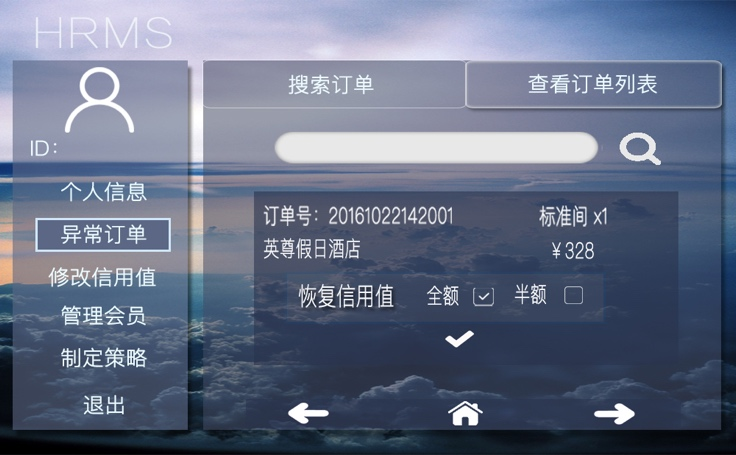 HRMS
ID:
个人信息
异常订单
修改信用值
管理会员
制定策略
退出
搜索订单
查看订单列表
订单号: 20161022142001
标准间 x1
英尊假日酒店
¥328
恢复信用值 全额 半额